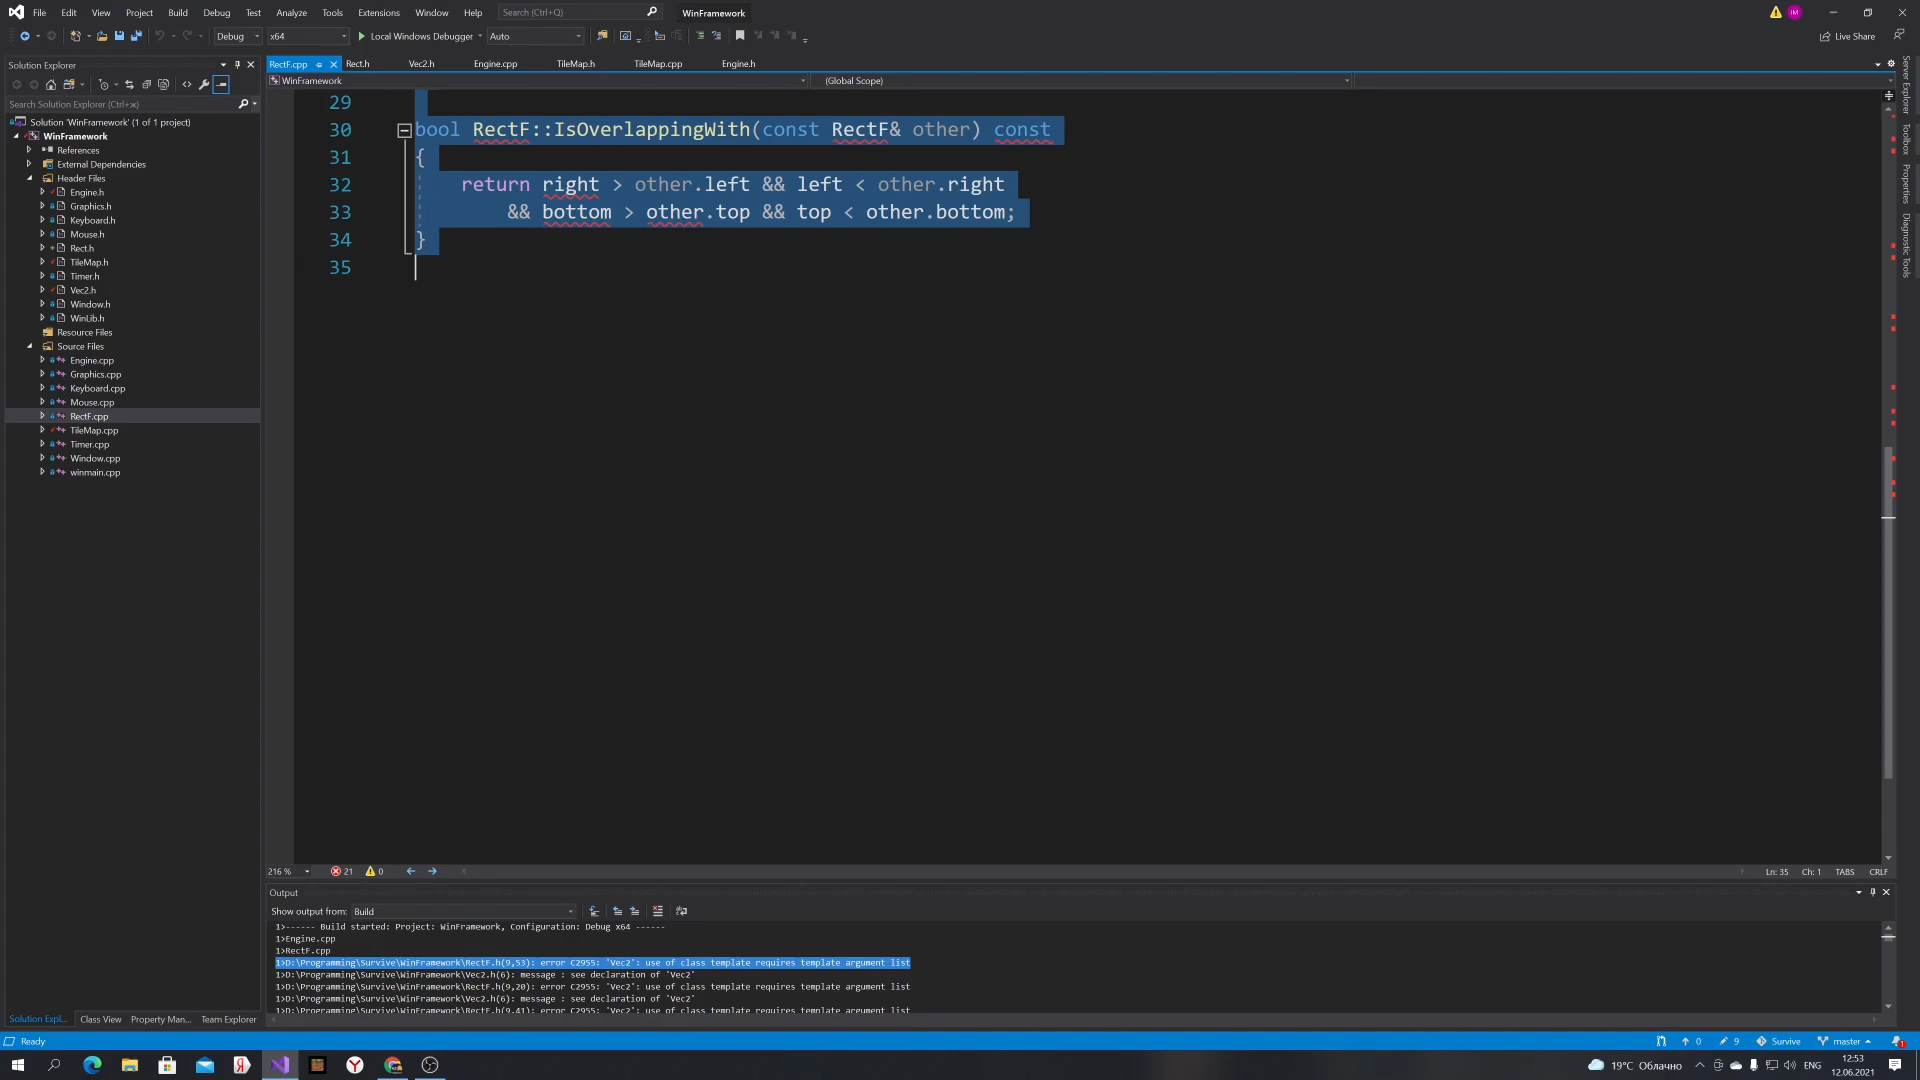 File Edit View Project Build Debug Test Analyze Tools Extensions Window Help Search (Ctrl+Q) WinFramework IM
Debug x64 Local Windows Debugger Auto Live Share
Solution Explorer
Search Solution Explorer (Ctrl+ж)
Solution 'WinFramework' (1 of 1 project)
WinFramework
References
External Dependencies
Header Files
Engine.h
Graphics.h
Keyboard.h
Mouse.h
Rect.h
TileMap.h
Timer.h
Vec2.h
Window.h
WinLib.h
Resource Files
Source Files
Engine.cpp
Graphics.cpp
Keyboard.cpp
Mouse.cpp
RectF.cpp
TileMap.cpp
Timer.cpp
Window.cpp
winmain.cpp
Solution Expl... Class View Property Man... Team Explorer
RectF.cpp Rect.h Vec2.h Engine.cpp TileMap.h TileMap.cpp Engine.h
WinFramework (Global Scope)
29
30 bool RectF::IsOverlappingWith(const RectF& other) const
31 {
32 return right > other.left && left < other.right
33 && bottom > other.top && top < other.bottom;
34 }
35
216 % 21 0 Ln: 35 Ch: 1 TABS CRLF
Output
Show output from: Build
1>------ Build started: Project: WinFramework, Configuration: Debug x64 ------
1>Engine.cpp
1>RectF.cpp
1>D:\Programming\Survive\WinFramework\RectF.h(9,53): error C2955: 'Vec2': use of class template requires template argument list
1>D:\Programming\Survive\WinFramework\Vec2.h(6): message : see declaration of 'Vec2'
1>D:\Programming\Survive\WinFramework\RectF.h(9,20): error C2955: 'Vec2': use of class template requires template argument list
1>D:\Programming\Survive\WinFramework\Vec2.h(6): message : see declaration of 'Vec2'
1>D:\Programming\Survive\WinFramework\RectF.h(9,41): error C2955: 'Vec2': use of class template requires template argument list
Server Explorer
Toolbox
Properties
Diagnostic Tools
Ready 0 9 Survive master 1
19°C Облачно ENG 12:53
12.06.2021